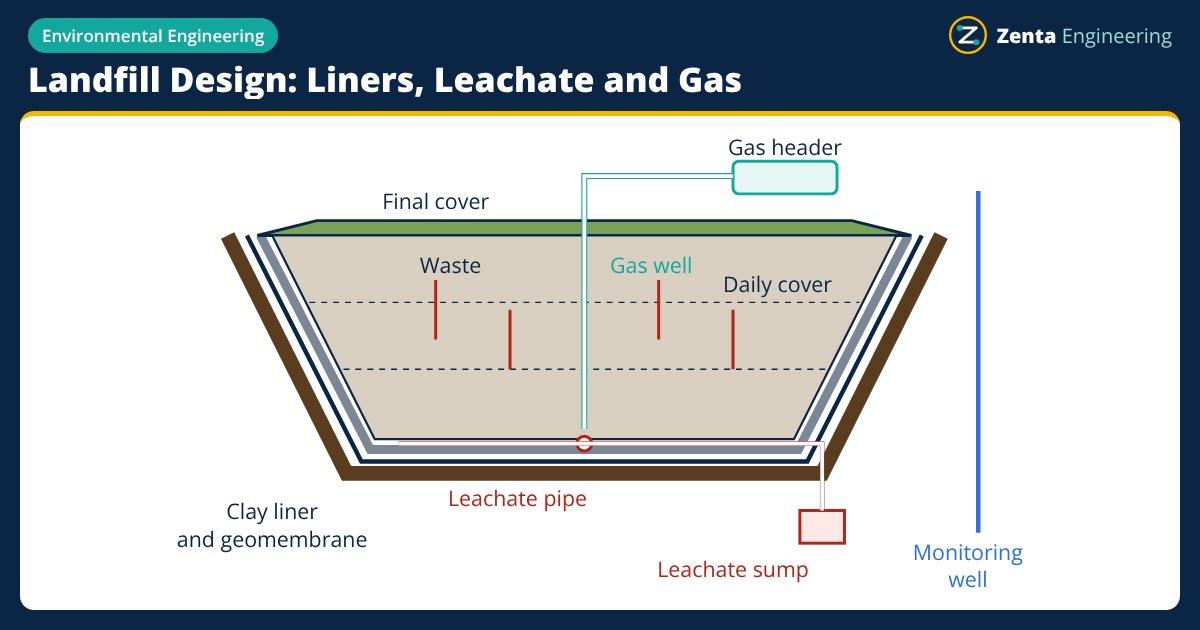 Environmental Engineering
Zenta Engineering
Landfill Design: Liners, Leachate and Gas
Gas header
Final cover
Waste
Gas well
Daily cover
Leachate pipe
Clay liner
and geomembrane
Leachate sump
Monitoring
well